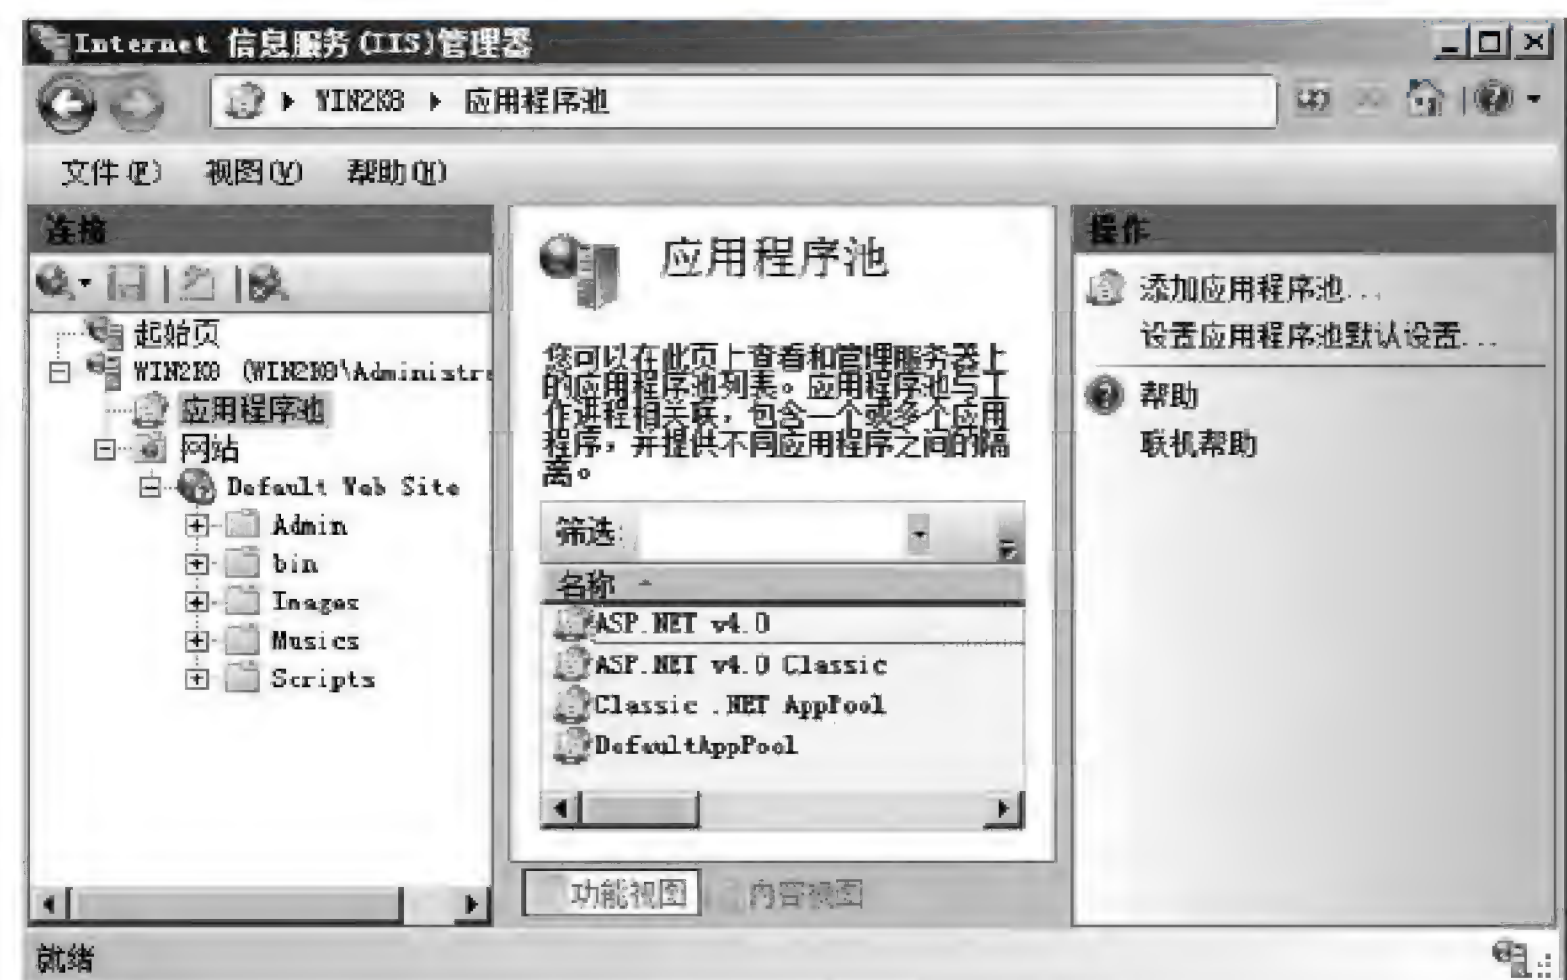 Internet 信息服务(IIS)管理器
WIN2K8 应用程序池
文件(F) 视图(V) 帮助(H)
连接
起始页
WIN2K8 (WIN2K8\Administra
应用程序池
网站
Default Web Site
Admin
bin
Images
Musics
Scripts
应用程序池
您可以在此页上查看和管理服务器上
的应用程序池列表。应用程序池与工
作进程相关联，包含一个或多个应用
程序，并提供不同应用程序之间的隔
离。
筛选:
名称
ASP.NET v4.0
ASP.NET v4.0 Classic
Classic .NET AppPool
DefaultAppPool
功能视图 内容视图
操作
添加应用程序池...
设置应用程序池默认设置...
帮助
联机帮助
就绪